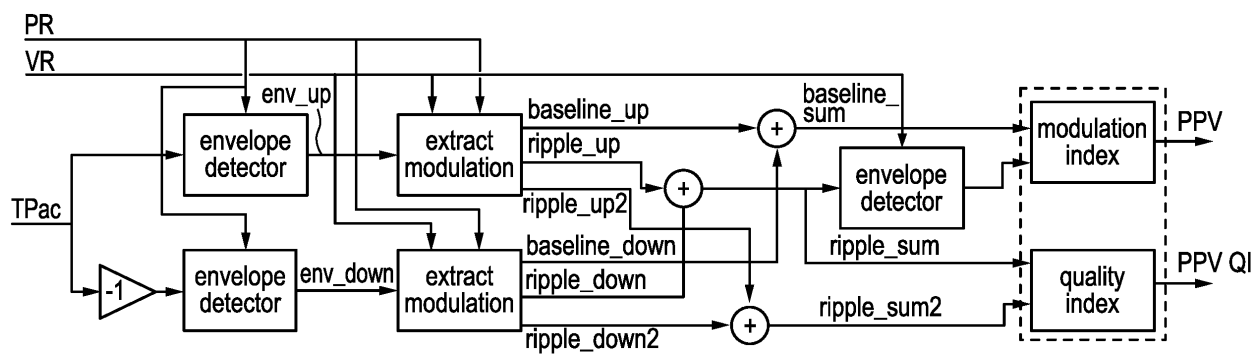 PR
VR
env_up
envelope
detector
extract
modulation
baseline_up
ripple_up
ripple_up2
+
baseline_
sum
+
envelope
detector
modulation
index
PPV
TPac
-1
envelope
detector
env_down
extract
modulation
baseline_down
ripple_down
ripple_down2
+
ripple_sum
ripple_sum2
quality
index
PPV QI